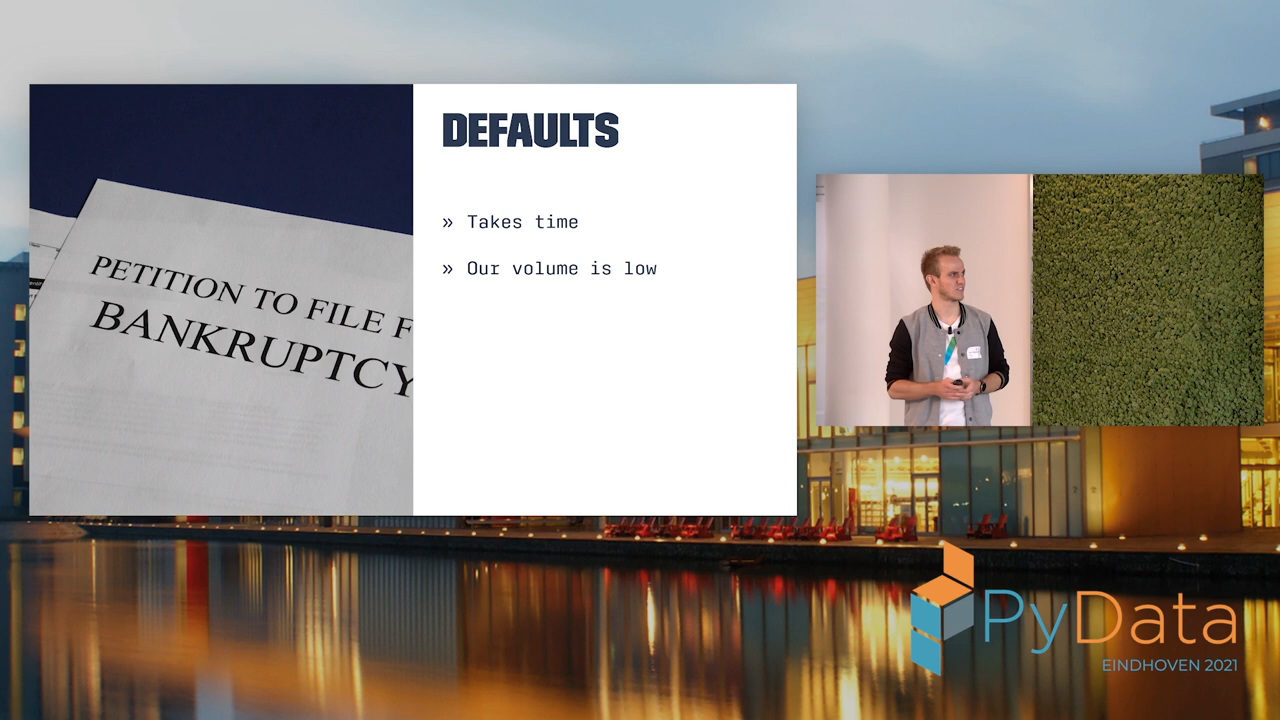 DEFAULTS
» Takes time
» Our volume is low
PETITION TO FILE F
BANKRUPTCY
PyData
EINDHOVEN 2021